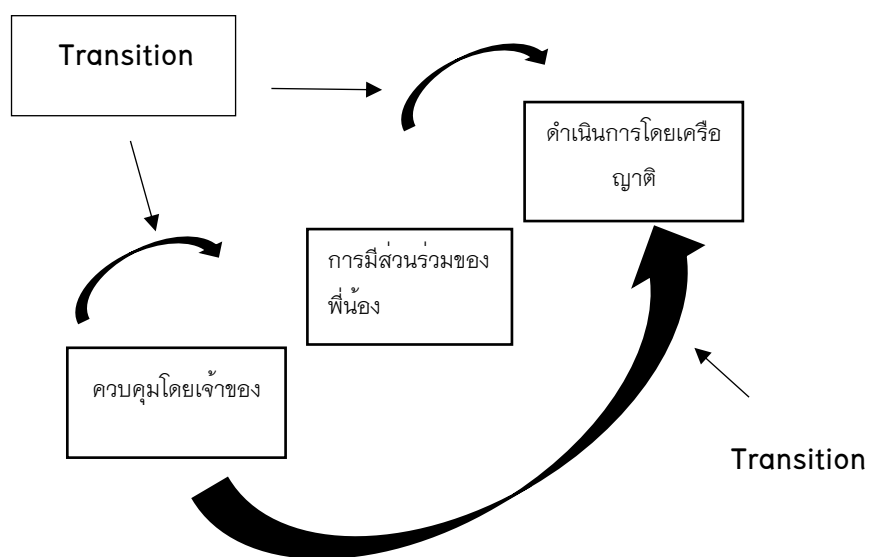 Transition
ดำเนินการโดยเครือ
ญาติ
การมีส่วนร่วมของ
พี่น้อง
ควบคุมโดยเจ้าของ
Transition